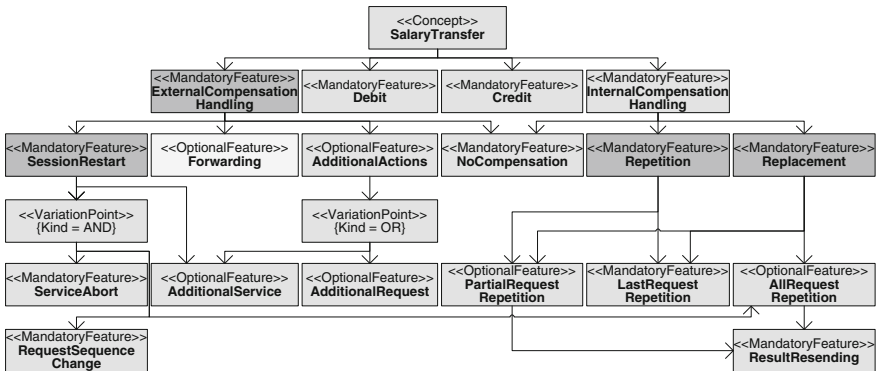 <<Concept>>
SalaryTransfer
<<MandatoryFeature>>
ExternalCompensation
Handling
<<MandatoryFeature>>
Debit
<<MandatoryFeature>>
Credit
<<MandatoryFeature>>
InternalCompensation
Handling
<<MandatoryFeature>>
SessionRestart
<<OptionalFeature>>
Forwarding
<<OptionalFeature>>
AdditionalActions
<<MandatoryFeature>>
NoCompensation
<<MandatoryFeature>>
Repetition
<<MandatoryFeature>>
Replacement
<<VariationPoint>>
{Kind = AND}
<<VariationPoint>>
{Kind = OR}
<<MandatoryFeature>>
ServiceAbort
<<OptionalFeature>>
AdditionalService
<<OptionalFeature>>
AdditionalRequest
<<OptionalFeature>>
PartialRequest
Repetition
<<MandatoryFeature>>
LastRequest
Repetition
<<OptionalFeature>>
AllRequest
Repetition
<<MandatoryFeature>>
RequestSequence
Change
<<MandatoryFeature>>
ResultResending